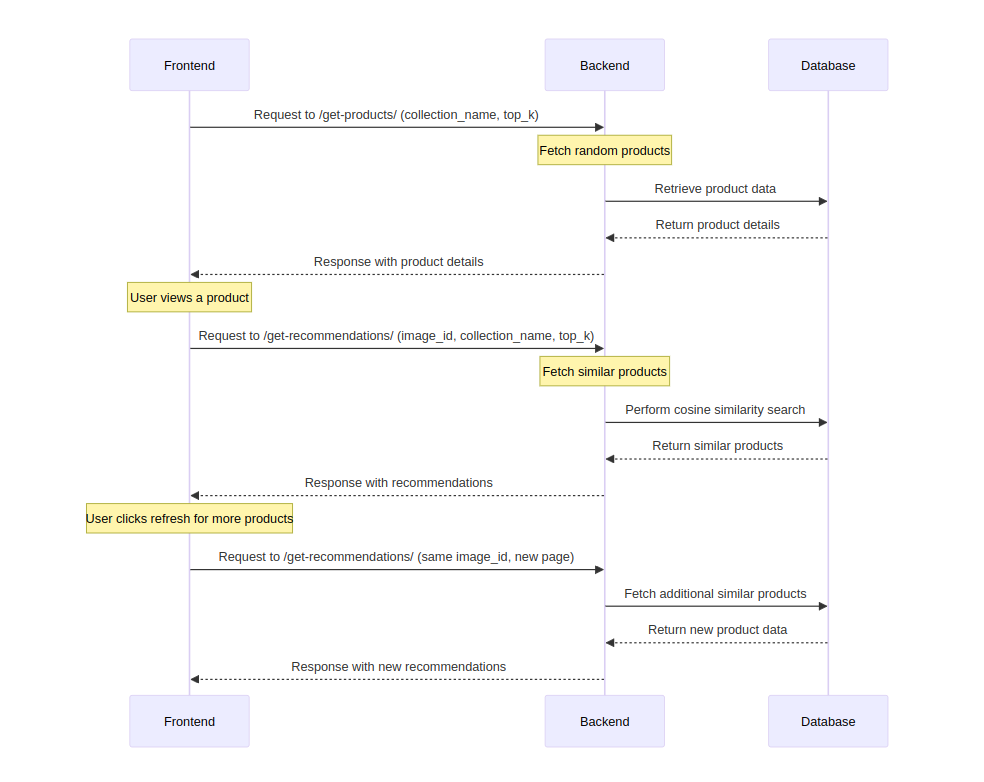 Frontend
Backend
Database
Request to /get-products/ (collection_name, top_k)
Fetch random products
Retrieve product data
Return product details
Response with product details
User views a product
Request to /get-recommendations/ (image_id, collection_name, top_k)
Fetch similar products
Perform cosine similarity search
Return similar products
Response with recommendations
User clicks refresh for more products
Request to /get-recommendations/ (same image_id, new page)
Fetch additional similar products
Return new product data
Response with new recommendations
Frontend
Backend
Database